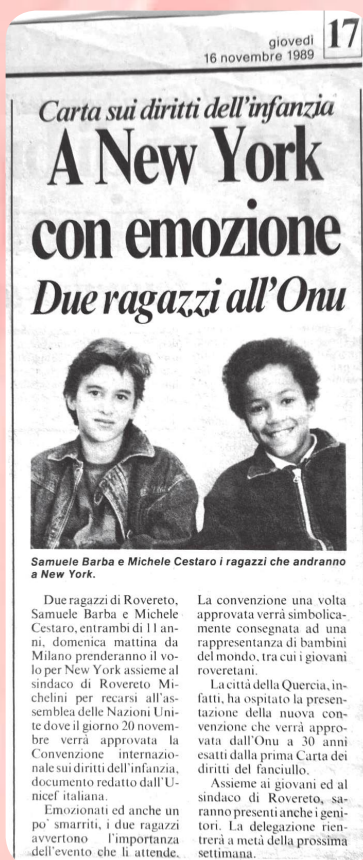 giovedì
16 novembre 1989
17
Carta sui diritti dell'infanzia
A New York
con emozione
Due ragazzi all'Onu
Samuele Barba e Michele Cestaro i ragazzi che andranno
a New York.
Due ragazzi di Rovereto,
Samuele Barba e Michele
Cestaro, entrambi di 11 an-
ni, domenica mattina da
Milano prenderanno il vo-
lo per New York assieme al
sindaco di Rovereto Mi-
chelini per recarsi all'as-
semblea delle Nazioni Uni-
te dove il giorno 20 novem-
bre verrà approvata la
Convenzione internazio-
nale sui diritti dell'infanzia,
documento redatto dall'U-
nicef italiana.
Emozionati ed anche un
po' smarriti, i due ragazzi
avvertono l'importanza
dell'evento che li attende.
La convenzione una volta
approvata verrà simbolica-
mente consegnata ad una
rappresentanza di bambini
del mondo, tra cui i giovani
roveretani.
La città della Quercia, in-
fatti, ha ospitato la presen-
tazione della nuova con-
venzione che verrà appro-
vata dall'Onu a 30 anni
esatti dalla prima Carta dei
diritti del fanciullo.
Assieme ai giovani ed al
sindaco di Rovereto, sa-
ranno presenti anche i geni-
tori. La delegazione rien-
trerà a metà della prossima
settimana.